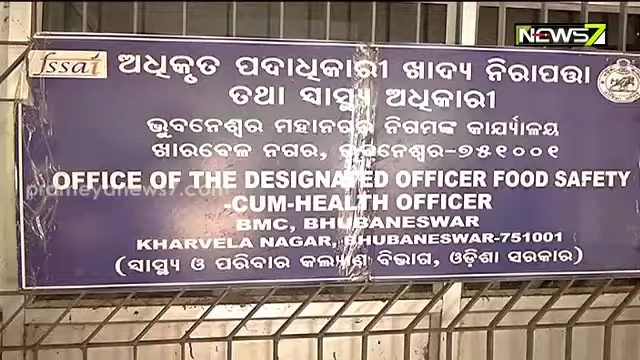 NEWS7
fssai
ଅଧିକୃତ ପଦାଧିକାରୀ ଖାଦ୍ୟ ନିରାପତ୍ତା
ତଥା ସ୍ୱାସ୍ଥ୍ୟ ଅଧିକାରୀ
ଭୁବନେଶ୍ୱର ମହାନଗର ନିଗମଙ୍କ କାର୍ଯ୍ୟାଳୟ
ଖାରବେଳ ନଗର, ଭୁବନେଶ୍ୱର-୭୫୧୦୦୧
prameyanews7.com
OFFICE OF THE DESIGNATED OFFICER FOOD SAFETY
-CUM-HEALTH OFFICER
BMC, BHUBANESWAR
KHARVELA NAGAR, BHUBANESWAR-751001
(ସ୍ୱାସ୍ଥ୍ୟ ଓ ପରିବାର କଲ୍ୟାଣ ବିଭାଗ, ଓଡ଼ିଶା ସରକାର)